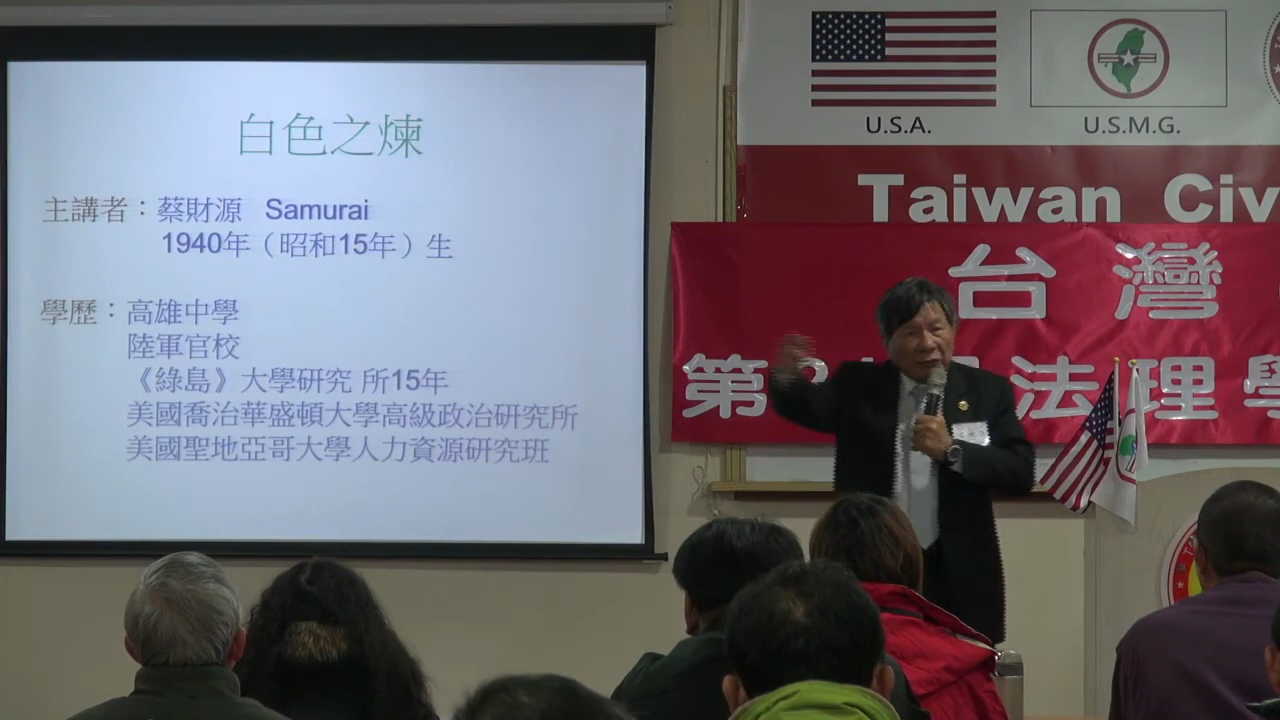 白色之煉
主講者：蔡財源 Samurai
1940年（昭和15年）生
學歷：高雄中學
陸軍官校
《綠島》大學研究 所15年
美國喬治華盛頓大學高級政治研究所
美國聖地亞哥大學人力資源研究班
U.S.A.
U.S.M.G.
Taiwan Civ
台灣
第
法理學